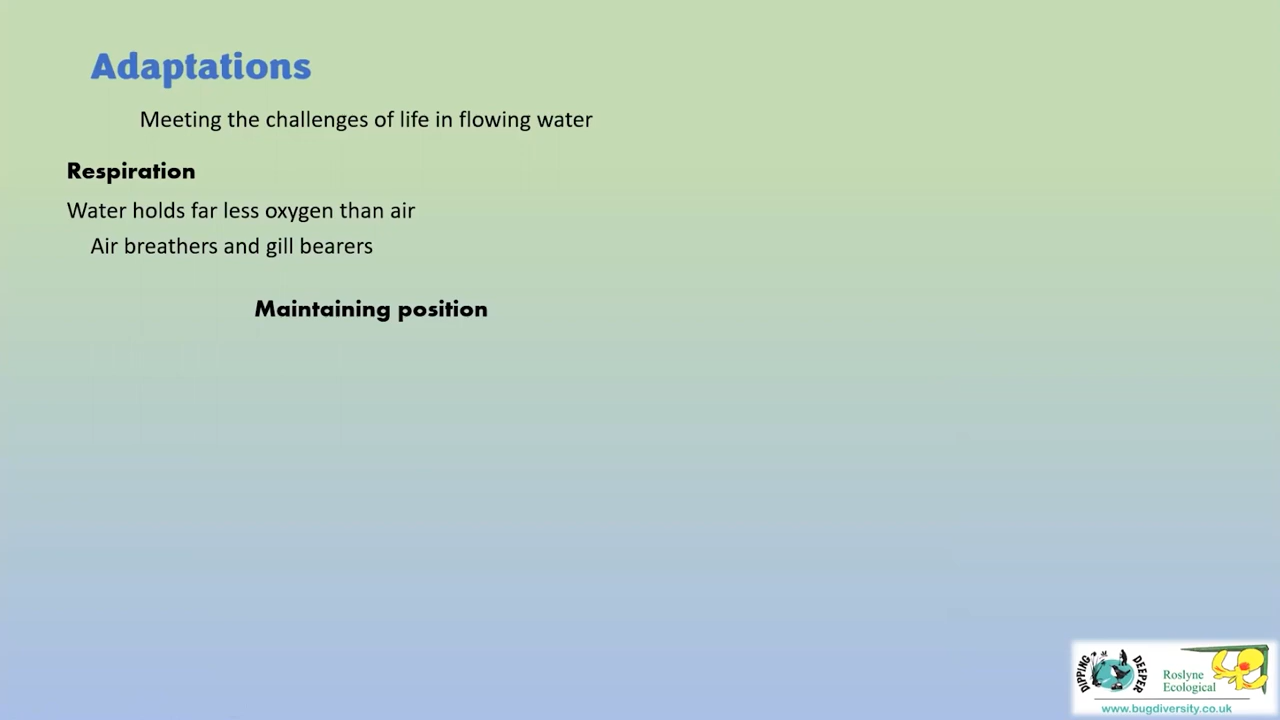 Adaptations
Meeting the challenges of life in flowing water
Respiration
Water holds far less oxygen than air
Air breathers and gill bearers
Maintaining position
DIPPING DEEPER
Roslyne
Ecological
www.bugdiversity.co.uk